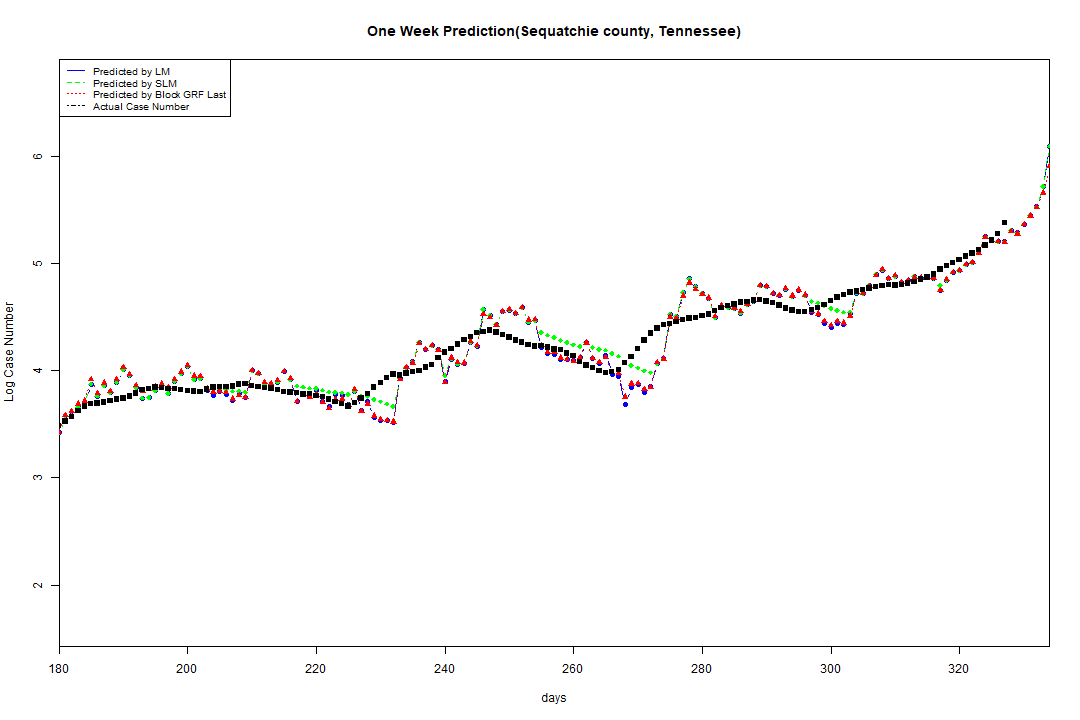 One Week Prediction(Sequatchie county, Tennessee)
Predicted by LM
Predicted by SLM
Predicted by Block GRF Last
Actual Case Number
Log Case Number
6
5
4
3
2
180 200 220 240 260 280 300 320
days